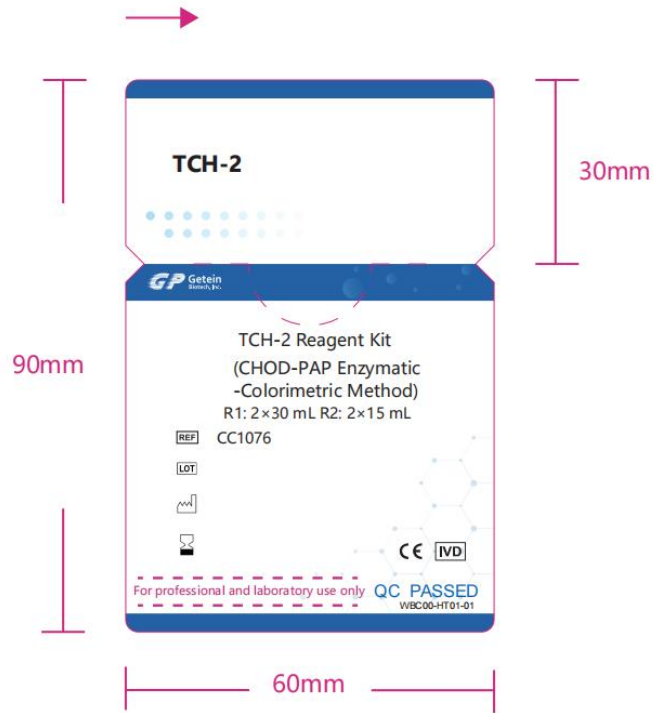 TCH-2
30mm
GP Getein
Biotech, Inc.
90mm
TCH-2 Reagent Kit
(CHOD-PAP Enzymatic
-Colorimetric Method)
R1: 2×30 mL R2: 2×15 mL
REF CC1076
LOT
CE IVD
For professional and laboratory use only QC PASSED
WBC00-HT01-01
60mm